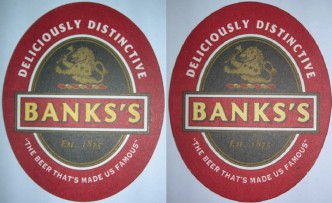 DELICIOUSLY DISTINCTIVE
BANKS'S
"THE BEER THAT'S MADE US FAMOUS"
DELICIOUSLY DISTINCTIVE
BANKS'S
"THE BEER THAT'S MADE US FAMOUS"